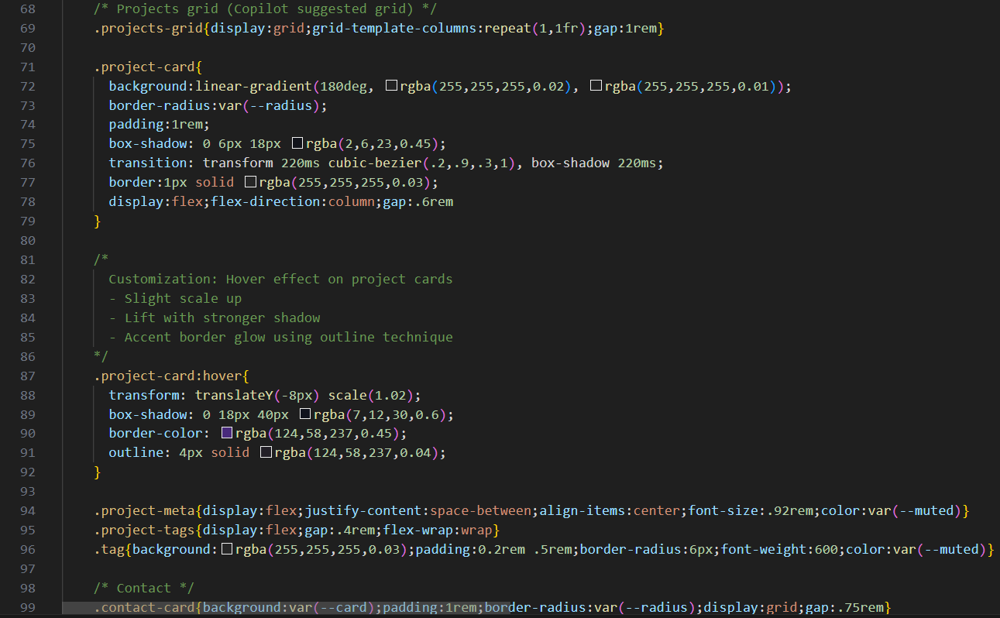 68 /* Projects grid (Copilot suggested grid) */
69 .projects-grid{display:grid;grid-template-columns:repeat(1,1fr);gap:1rem}
70
71 .project-card{
72 background:linear-gradient(180deg, rgba(255,255,255,0.02), rgba(255,255,255,0.01));
73 border-radius:var(--radius);
74 padding:1rem;
75 box-shadow: 0 6px 18px rgba(2,6,23,0.45);
76 transition: transform 220ms cubic-bezier(.2,.9,.3,1), box-shadow 220ms;
77 border:1px solid rgba(255,255,255,0.03);
78 display:flex;flex-direction:column;gap:.6rem
79 }
80
81 /*
82 Customization: Hover effect on project cards
83 - Slight scale up
84 - Lift with stronger shadow
85 - Accent border glow using outline technique
86 */
87 .project-card:hover{
88 transform: translateY(-8px) scale(1.02);
89 box-shadow: 0 18px 40px rgba(7,12,30,0.6);
90 border-color: rgba(124,58,237,0.45);
91 outline: 4px solid rgba(124,58,237,0.04);
92 }
93
94 .project-meta{display:flex;justify-content:space-between;align-items:center;font-size:.92rem;color:var(--muted)}
95 .project-tags{display:flex;gap:.4rem;flex-wrap:wrap}
96 .tag{background:rgba(255,255,255,0.03);padding:0.2rem .5rem;border-radius:6px;font-weight:600;color:var(--muted)}
97
98 /* Contact */
99 .contact-card{background:var(--card);padding:1rem;border-radius:var(--radius);display:grid;gap:.75rem}